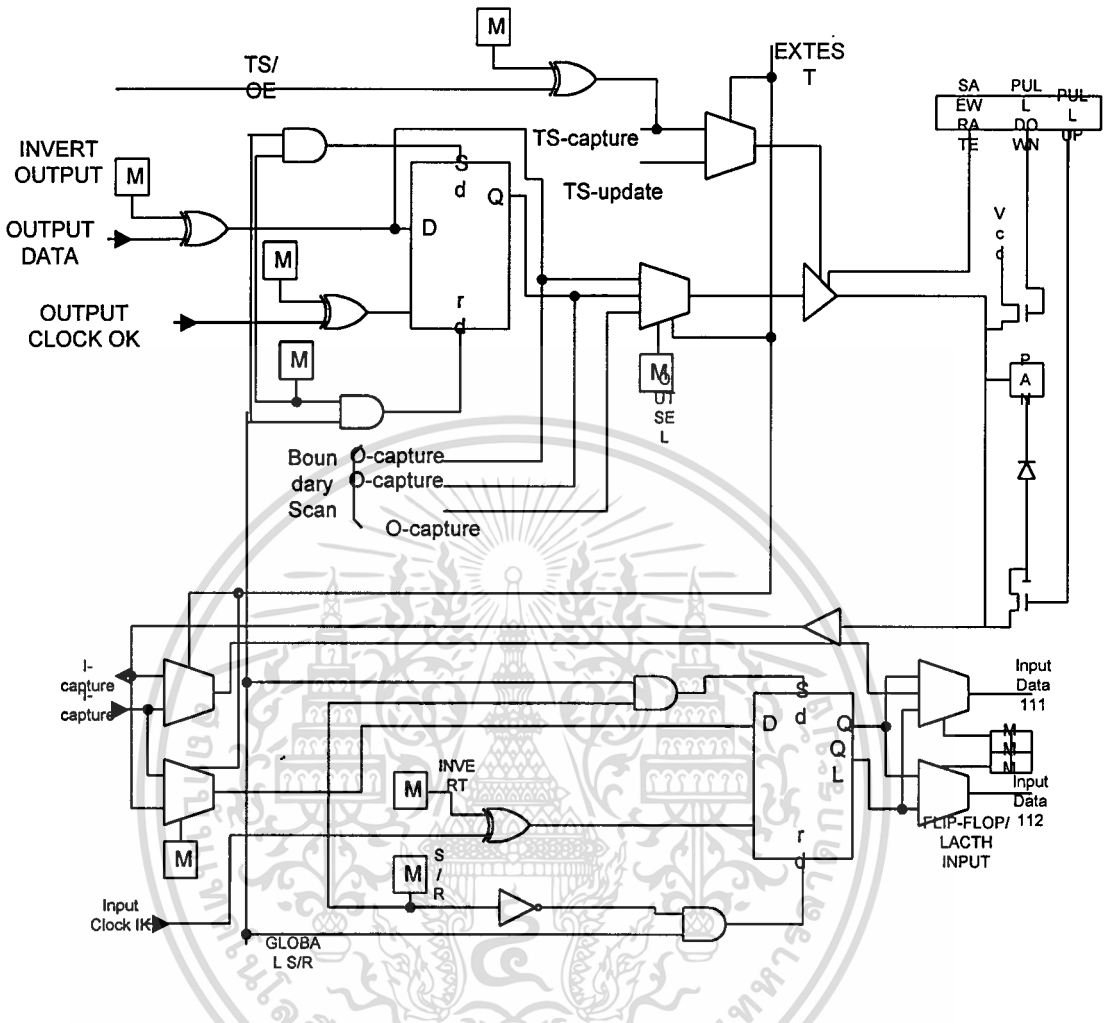 M
EXTES
T
TS/
OE
SA
EW
RA
TE
PUL
L
DO
WN
PUL
L
UP
TS-capture
INVERT
OUTPUT
M
S
d
Q
TS-update
OUTPUT
DATA
D
V
c
d
M
OUTPUT
CLOCK OK
r
d
M
M
O
UT
SE
L
P
A
Boun
dary
Scan
O-capture
O-capture
O-capture
I-
capture
I-
capture
Input
Data
111
S
d
D
Q
Q
L
M
M
M
INVE
RT
M
Input
Data
112
FLIP-FLOP/
LACTH
INPUT
r
d
M
M
S
/
R
Input
Clock IK
GLOBA
L S/R